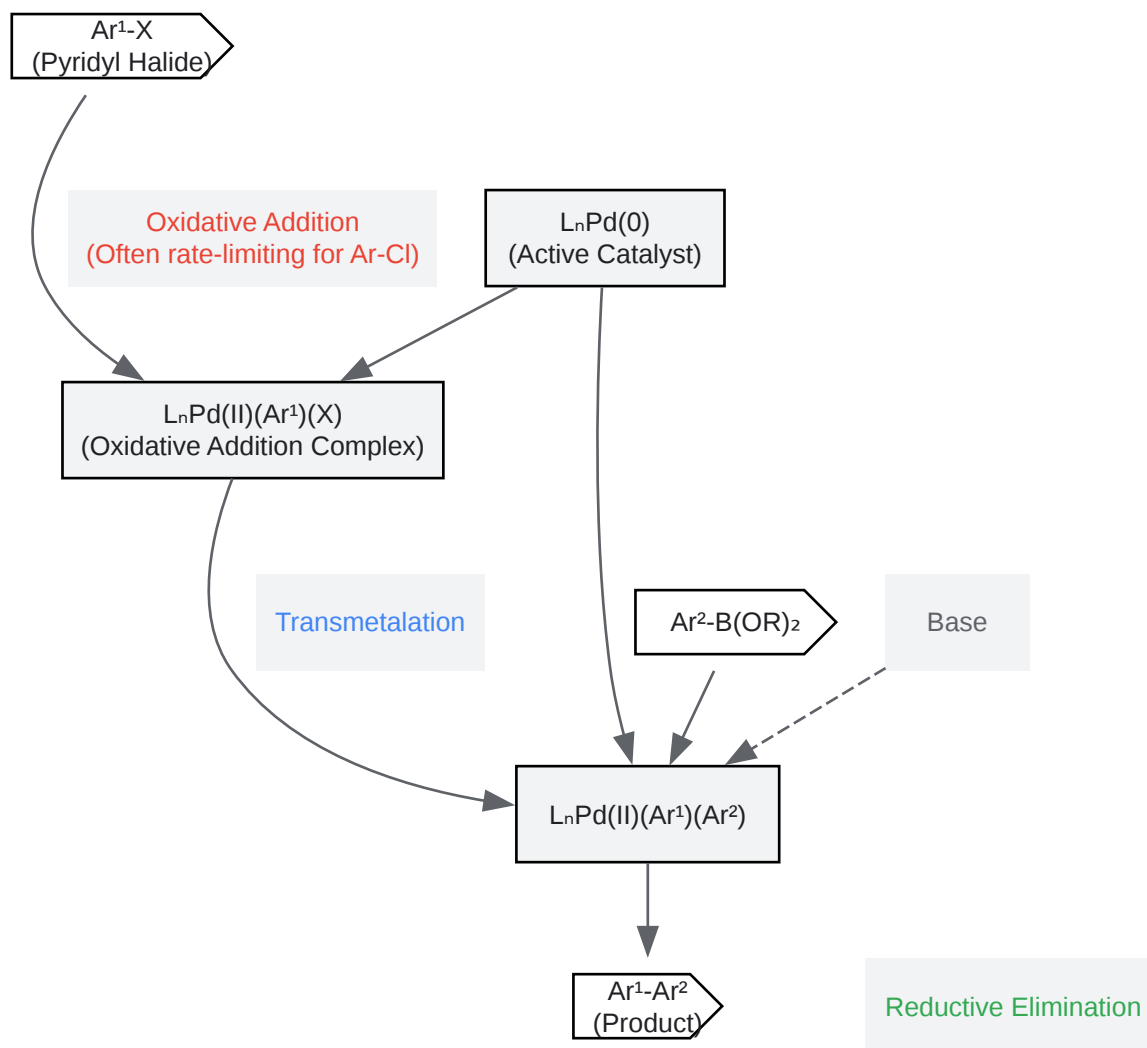 Ar¹-X
(Pyridyl Halide)
Oxidative Addition
(Often rate-limiting for Ar-Cl)
LₙPd(0)
(Active Catalyst)
LₙPd(II)(Ar¹)(X)
(Oxidative Addition Complex)
Transmetalation
Ar²-B(OR)₂
Base
LₙPd(II)(Ar¹)(Ar²)
Ar¹-Ar²
(Product)
Reductive Elimination